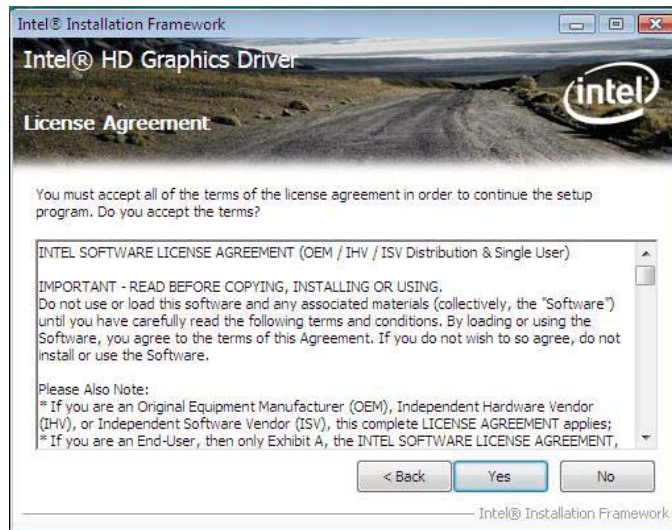 Intel® Installation Framework
Intel® HD Graphics Driver
intel
License Agreement
You must accept all of the terms of the license agreement in order to continue the setup
program. Do you accept the terms?
INTEL SOFTWARE LICENSE AGREEMENT (OEM / IHV / ISV Distribution & Single User)
IMPORTANT - READ BEFORE COPYING, INSTALLING OR USING.
Do not use or load this software and any associated materials (collectively, the "Software")
until you have carefully read the following terms and conditions. By loading or using the
Software, you agree to the terms of this Agreement. If you do not wish to so agree, do not
install or use the Software.
Please Also Note:
* If you are an Original Equipment Manufacturer (OEM), Independent Hardware Vendor
(IHV), or Independent Software Vendor (ISV), this complete LICENSE AGREEMENT applies;
* If you are an End-User, then only Exhibit A, the INTEL SOFTWARE LICENSE AGREEMENT,
< Back
Yes
No
Intel® Installation Framework